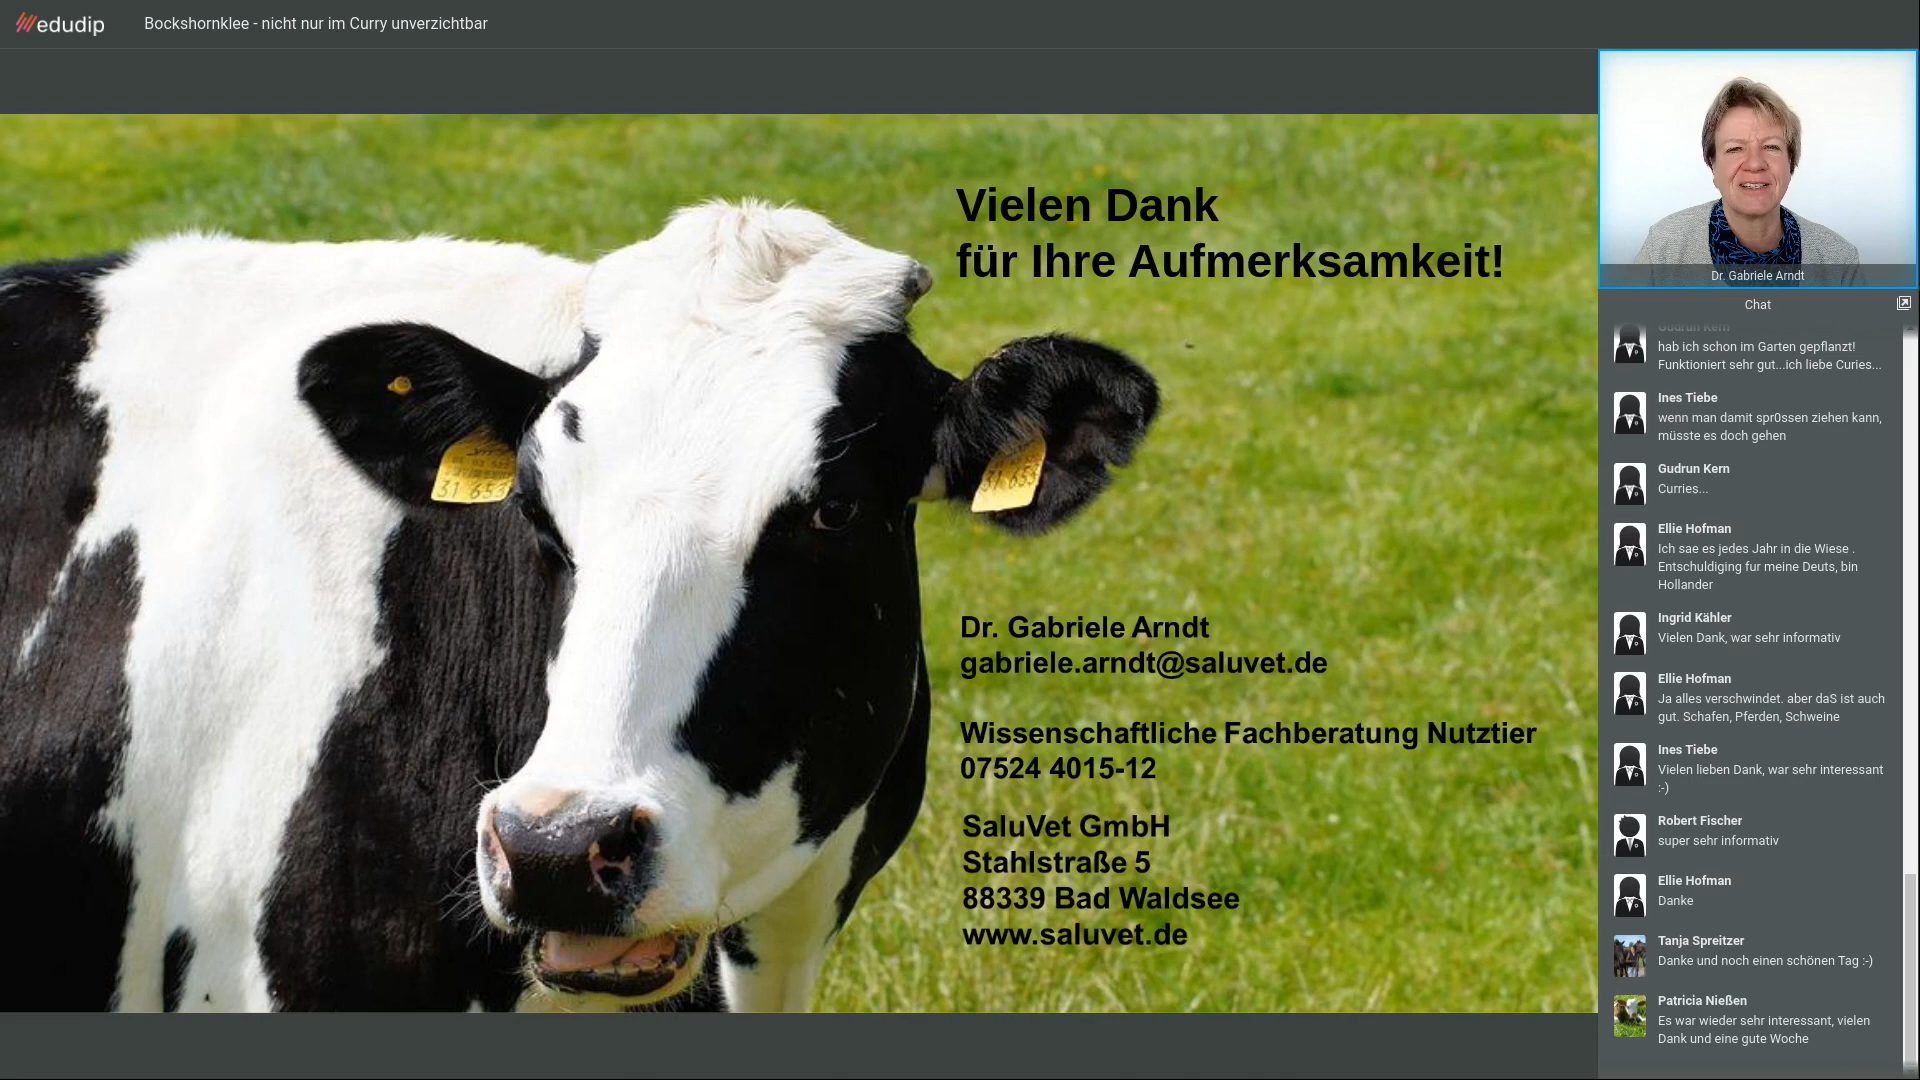 edudip
Bockshornklee - nicht nur im Curry unverzichtbar
Vielen Dank
für Ihre Aufmerksamkeit!
31 653
31 653
Dr. Gabriele Arndt
gabriele.arndt@saluvet.de
Wissenschaftliche Fachberatung Nutztier
07524 4015-12
SaluVet GmbH
Stahlstraße 5
88339 Bad Waldsee
www.saluvet.de
Dr. Gabriele Arndt
Chat
Gudrun Kern
hab ich schon im Garten gepflanzt!
Funktioniert sehr gut...ich liebe Curies...
Ines Tiebe
wenn man damit spr0ssen ziehen kann,
müsste es doch gehen
Gudrun Kern
Curries...
Ellie Hofman
Ich sae es jedes Jahr in die Wiese .
Entschuldiging fur meine Deuts, bin
Hollander
Ingrid Kähler
Vielen Dank, war sehr informativ
Ellie Hofman
Ja alles verschwindet. aber daS ist auch
gut. Schafen, Pferden, Schweine
Ines Tiebe
Vielen lieben Dank, war sehr interessant
:-)
Robert Fischer
super sehr informativ
Ellie Hofman
Danke
Tanja Spreitzer
Danke und noch einen schönen Tag :-)
Patricia Nießen
Es war wieder sehr interessant, vielen
Dank und eine gute Woche